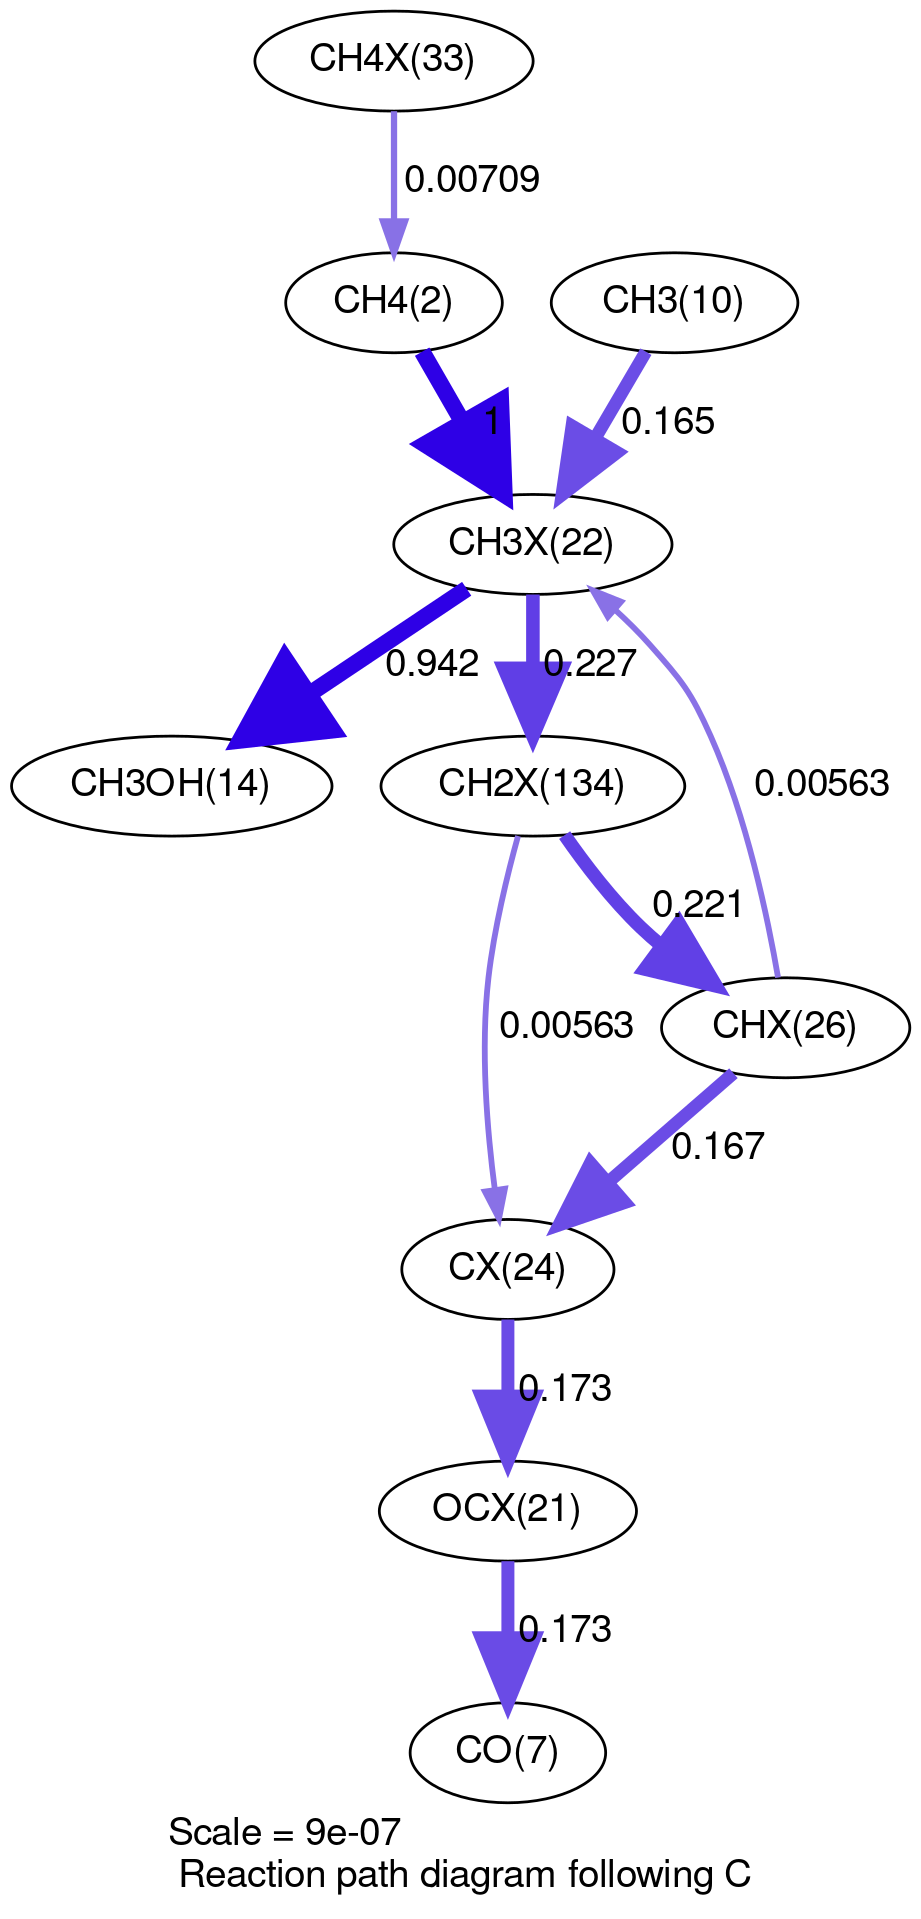 CH4X(33)
0.00709
CH4(2)
CH3(10)
1
0.165
CH3X(22)
0.942
0.227
CH3OH(14)
CH2X(134)
0.00563
0.221
0.00563
CHX(26)
0.167
CX(24)
0.173
OCX(21)
0.173
CO(7)
Scale = 9e-07
Reaction path diagram following C